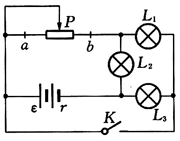 P L₁
a b
L₂
ε r K L₃